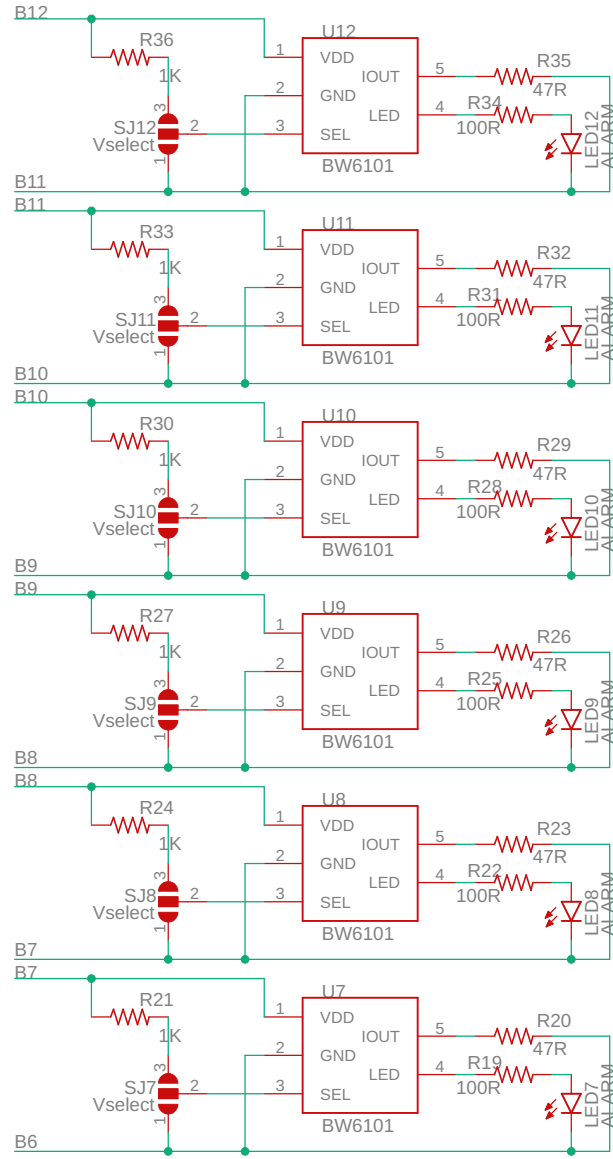 B12
R36
1K
3
SJ12
Vselect
2
1
U12
1
VDD
2
GND
3
SEL
IOUT
5
LED
4
BW6101
R35
47R
R34
100R
LED12
ALARM
B11
B11
R33
1K
3
SJ11
Vselect
2
1
U11
1
VDD
2
GND
3
SEL
IOUT
5
LED
4
BW6101
R32
47R
R31
100R
LED11
ALARM
B10
B10
R30
1K
3
SJ10
Vselect
2
1
U10
1
VDD
2
GND
3
SEL
IOUT
5
LED
4
BW6101
R29
47R
R28
100R
LED10
ALARM
B9
B9
R27
1K
3
SJ9
Vselect
2
1
U9
1
VDD
2
GND
3
SEL
IOUT
5
LED
4
BW6101
R26
47R
R25
100R
LED9
ALARM
B8
B8
R24
1K
3
SJ8
Vselect
2
1
U8
1
VDD
2
GND
3
SEL
IOUT
5
LED
4
BW6101
R23
47R
R22
100R
LED8
ALARM
B7
B7
R21
1K
3
SJ7
Vselect
2
1
U7
1
VDD
2
GND
3
SEL
IOUT
5
LED
4
BW6101
R20
47R
R19
100R
LED7
ALARM
B6